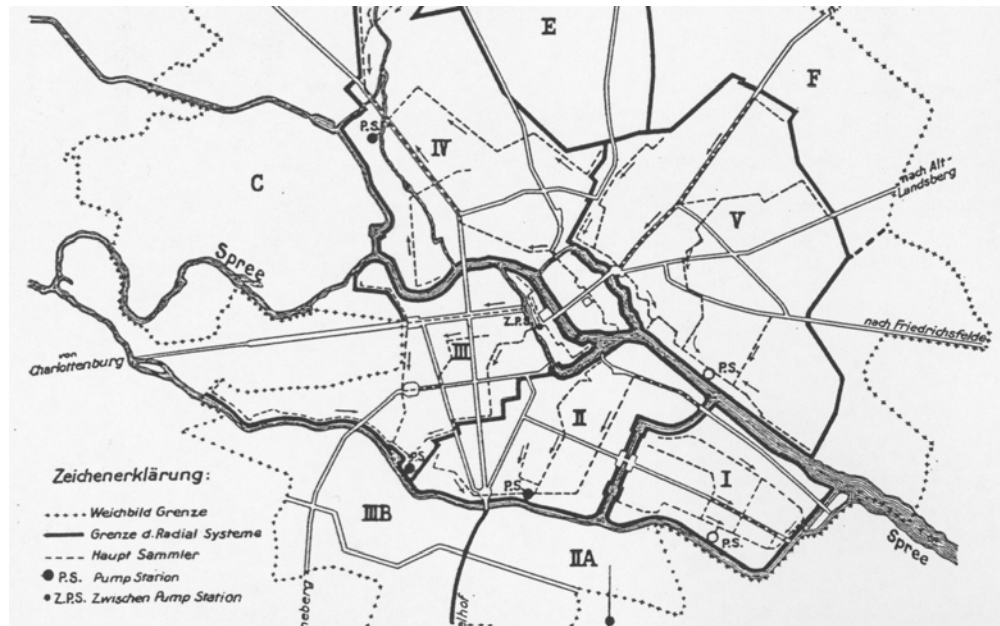 E
F
P.S.
IV
C
nach Alt-
Landsberg
V
Spree
Z.P.S.
nach Friedrichsfelde
von
Charlottenburg
III
P.S.
II
P.S.
P.S.
I
Zeichenerklärung:
IIIB
P.S.
Weichbild Grenze
Spree
Grenze d. Radial Systeme
IIA
Haupt Sammler
P.S. Pump Station
Z.P.S. Zwischen Pump Station